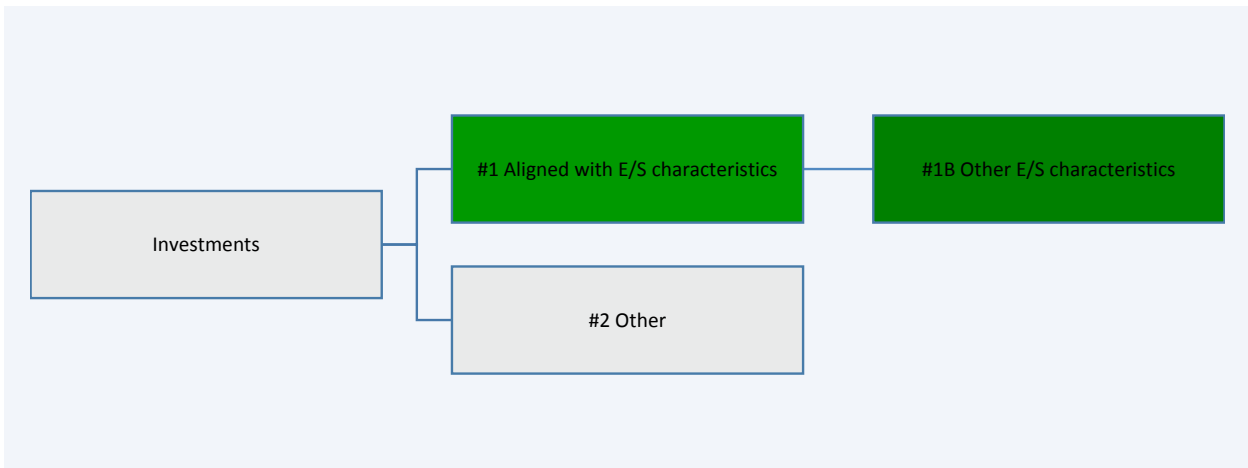 #1 Aligned with E/S characteristics
#1B Other E/S characteristics
Investments
#2 Other